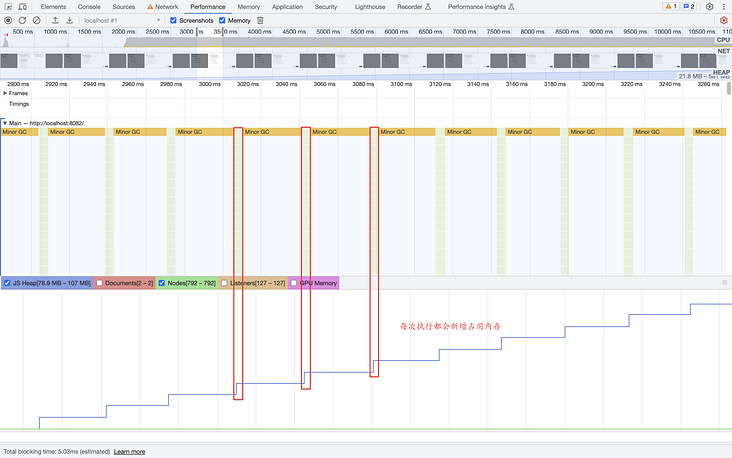 Elements Console Sources Network Performance Memory Application Security Lighthouse Recorder Performance insights 1 2
localhost #1 Screenshots Memory
500 ms 1000 ms 1500 ms 2000 ms 2500 ms 3000 ms 4000 ms 4500 ms 5000 ms 5500 ms 6000 ms 6500 ms 7000 ms 7500 ms 8000 ms 8500 ms 9000 ms 9500 ms 10000 ms 10500 ms
CPU
NET
HEAP
21.8 MB –
2900 ms 2920 ms 2940 ms 2960 ms 2980 ms 3000 ms 3020 ms 3040 ms 3060 ms 3080 ms 3100 ms 3120 ms 3140 ms 3160 ms 3180 ms 3200 ms 3220 ms 3240 ms 3260 ms
Frames
Timings
Main — http://localhost:8082/
Minor GC Minor GC Minor GC Minor GC Minor GC Minor GC Minor GC Minor GC Minor GC Minor GC Minor GC Minor GC
JS Heap[78.9 MB – 107 MB] Documents[2 – 2] Nodes[792 – 792] Listeners[127 – 127] GPU Memory
每次执行都会新增占用内存
Total blocking time: 5.03ms (estimated) Learn more